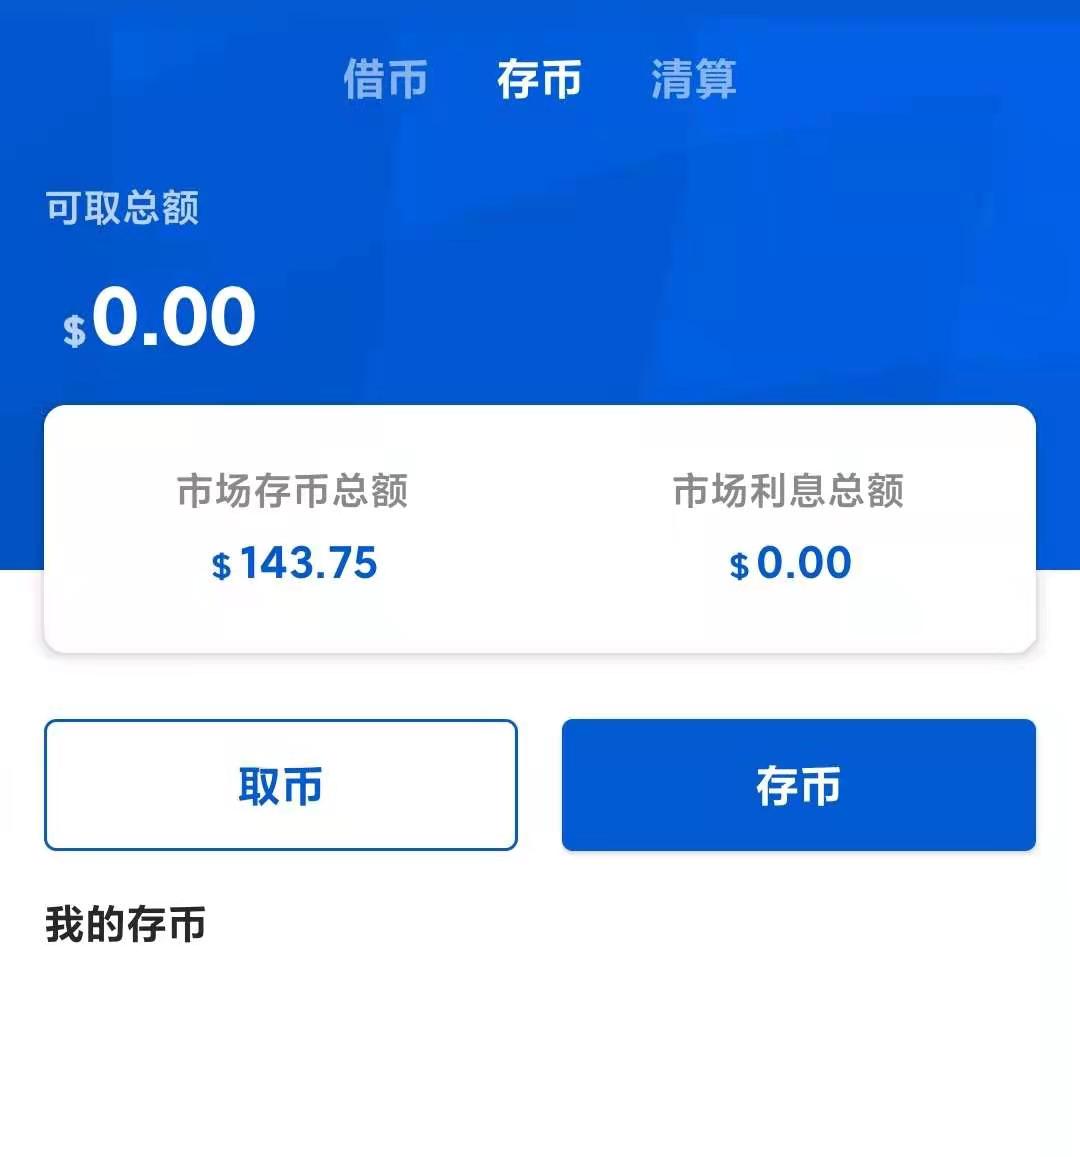 借币 存币 清算
可取总额
$0.00
市场存币总额 市场利息总额
$143.75 $0.00
取币 存币
我的存币